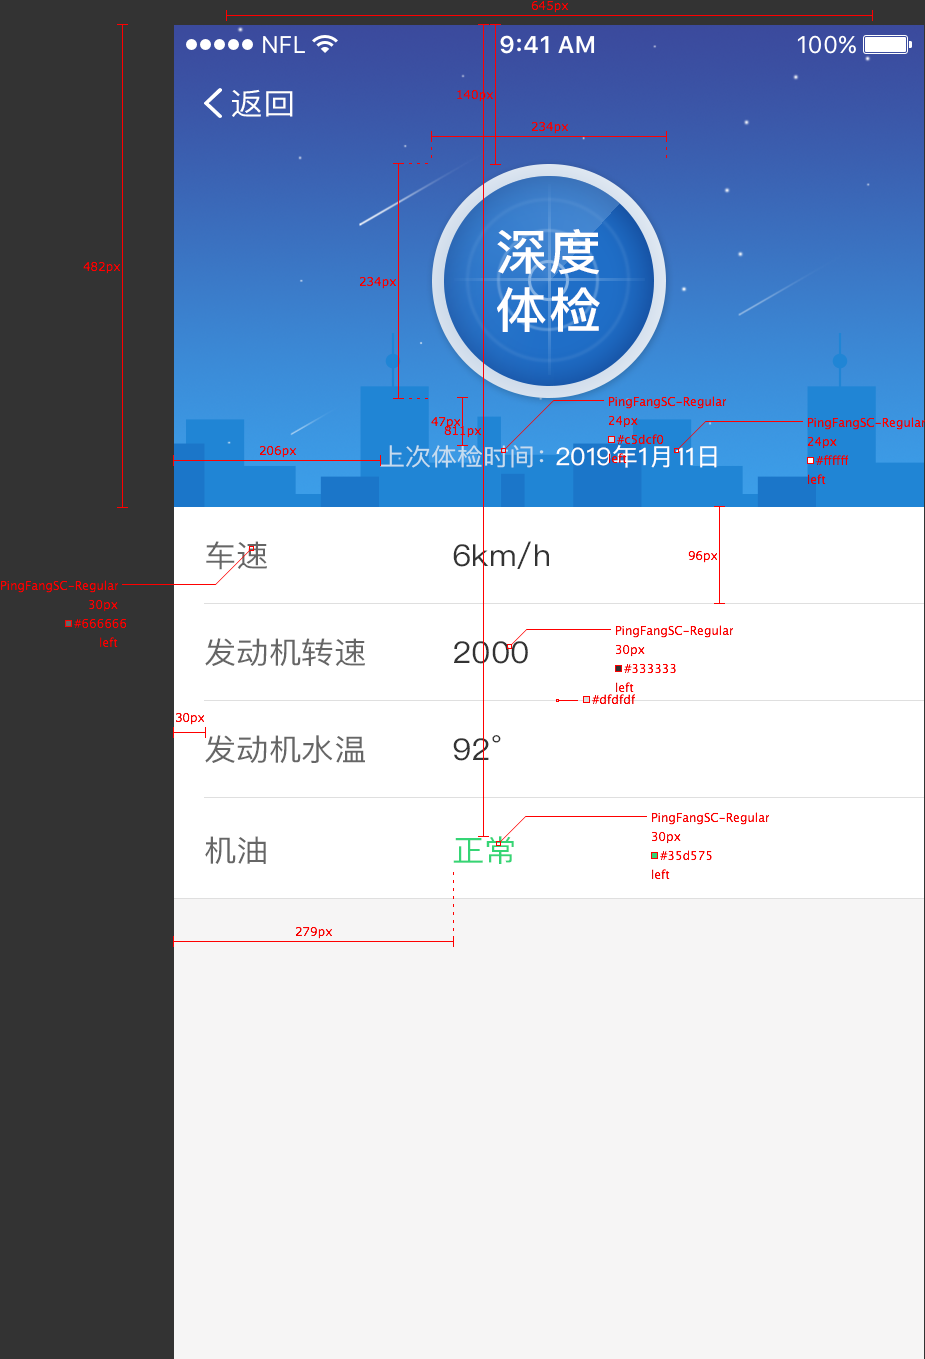 645px
NFL 9:41 AM 100%
140px
返回
234px
482px
234px
深度
体检
PingFangSC-Regular
24px
#c5dcf0
left
PingFangSC-Regular
24px
#ffffff
left
47px
811px
206px
上次体检时间：2019年1月11日
车速 6km/h
96px
PingFangSC-Regular
30px
#666666
left
发动机转速 2000
PingFangSC-Regular
30px
#333333
left
#dfdfdf
30px
发动机水温 92°
机油 正常
PingFangSC-Regular
30px
#35d575
left
279px